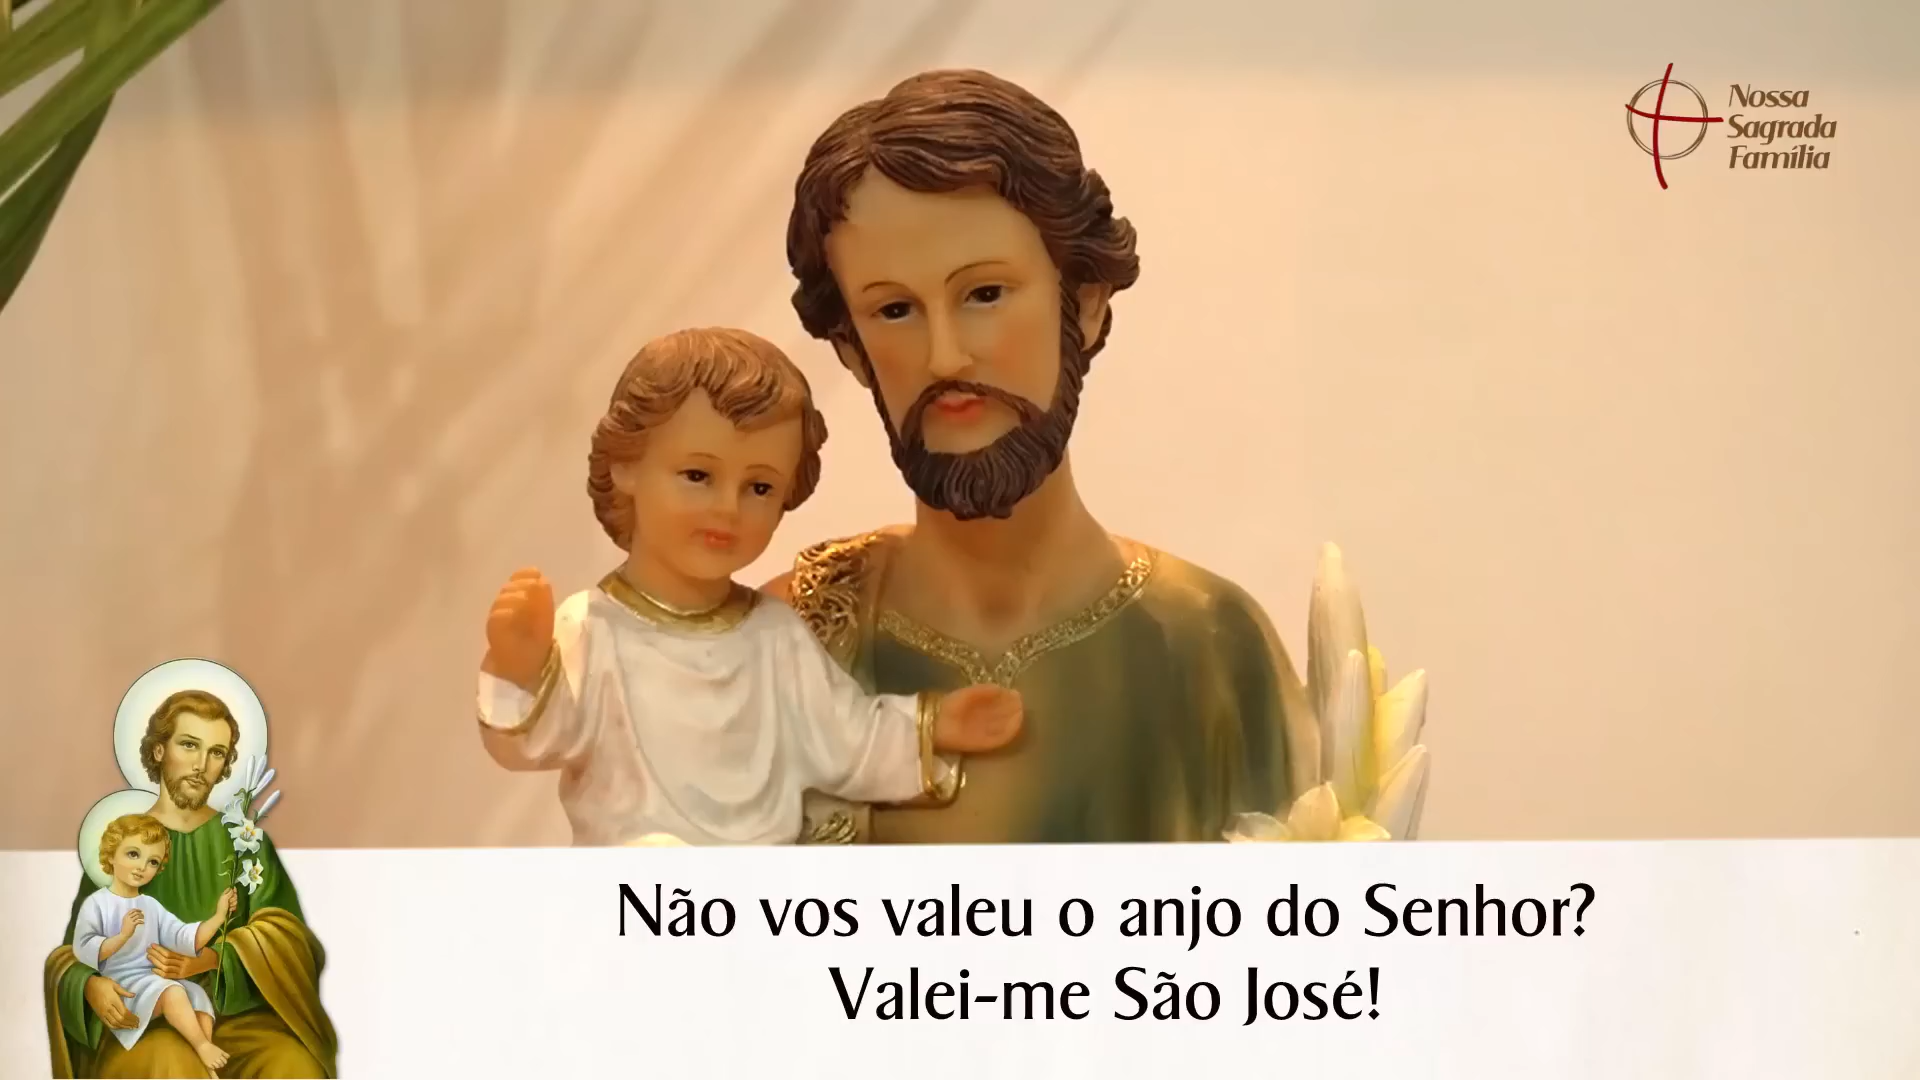 Nossa
Sagrada
Família
Não vos valeu o anjo do Senhor?
Valei-me São José!